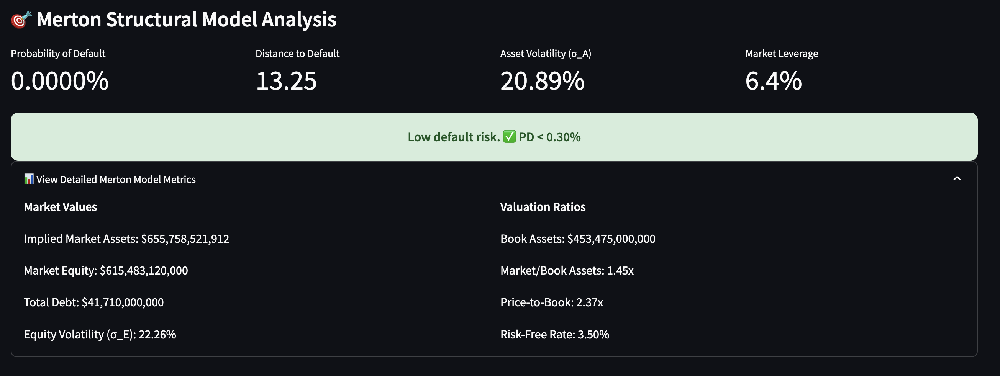 🎯 Merton Structural Model Analysis
Probability of Default
0.0000%
Distance to Default
13.25
Asset Volatility (σ_A)
20.89%
Market Leverage
6.4%
Low default risk. ✅ PD < 0.30%
📊 View Detailed Merton Model Metrics
Market Values
Implied Market Assets: $655,758,521,912
Market Equity: $615,483,120,000
Total Debt: $41,710,000,000
Equity Volatility (σ_E): 22.26%
Valuation Ratios
Book Assets: $453,475,000,000
Market/Book Assets: 1.45x
Price-to-Book: 2.37x
Risk-Free Rate: 3.50%